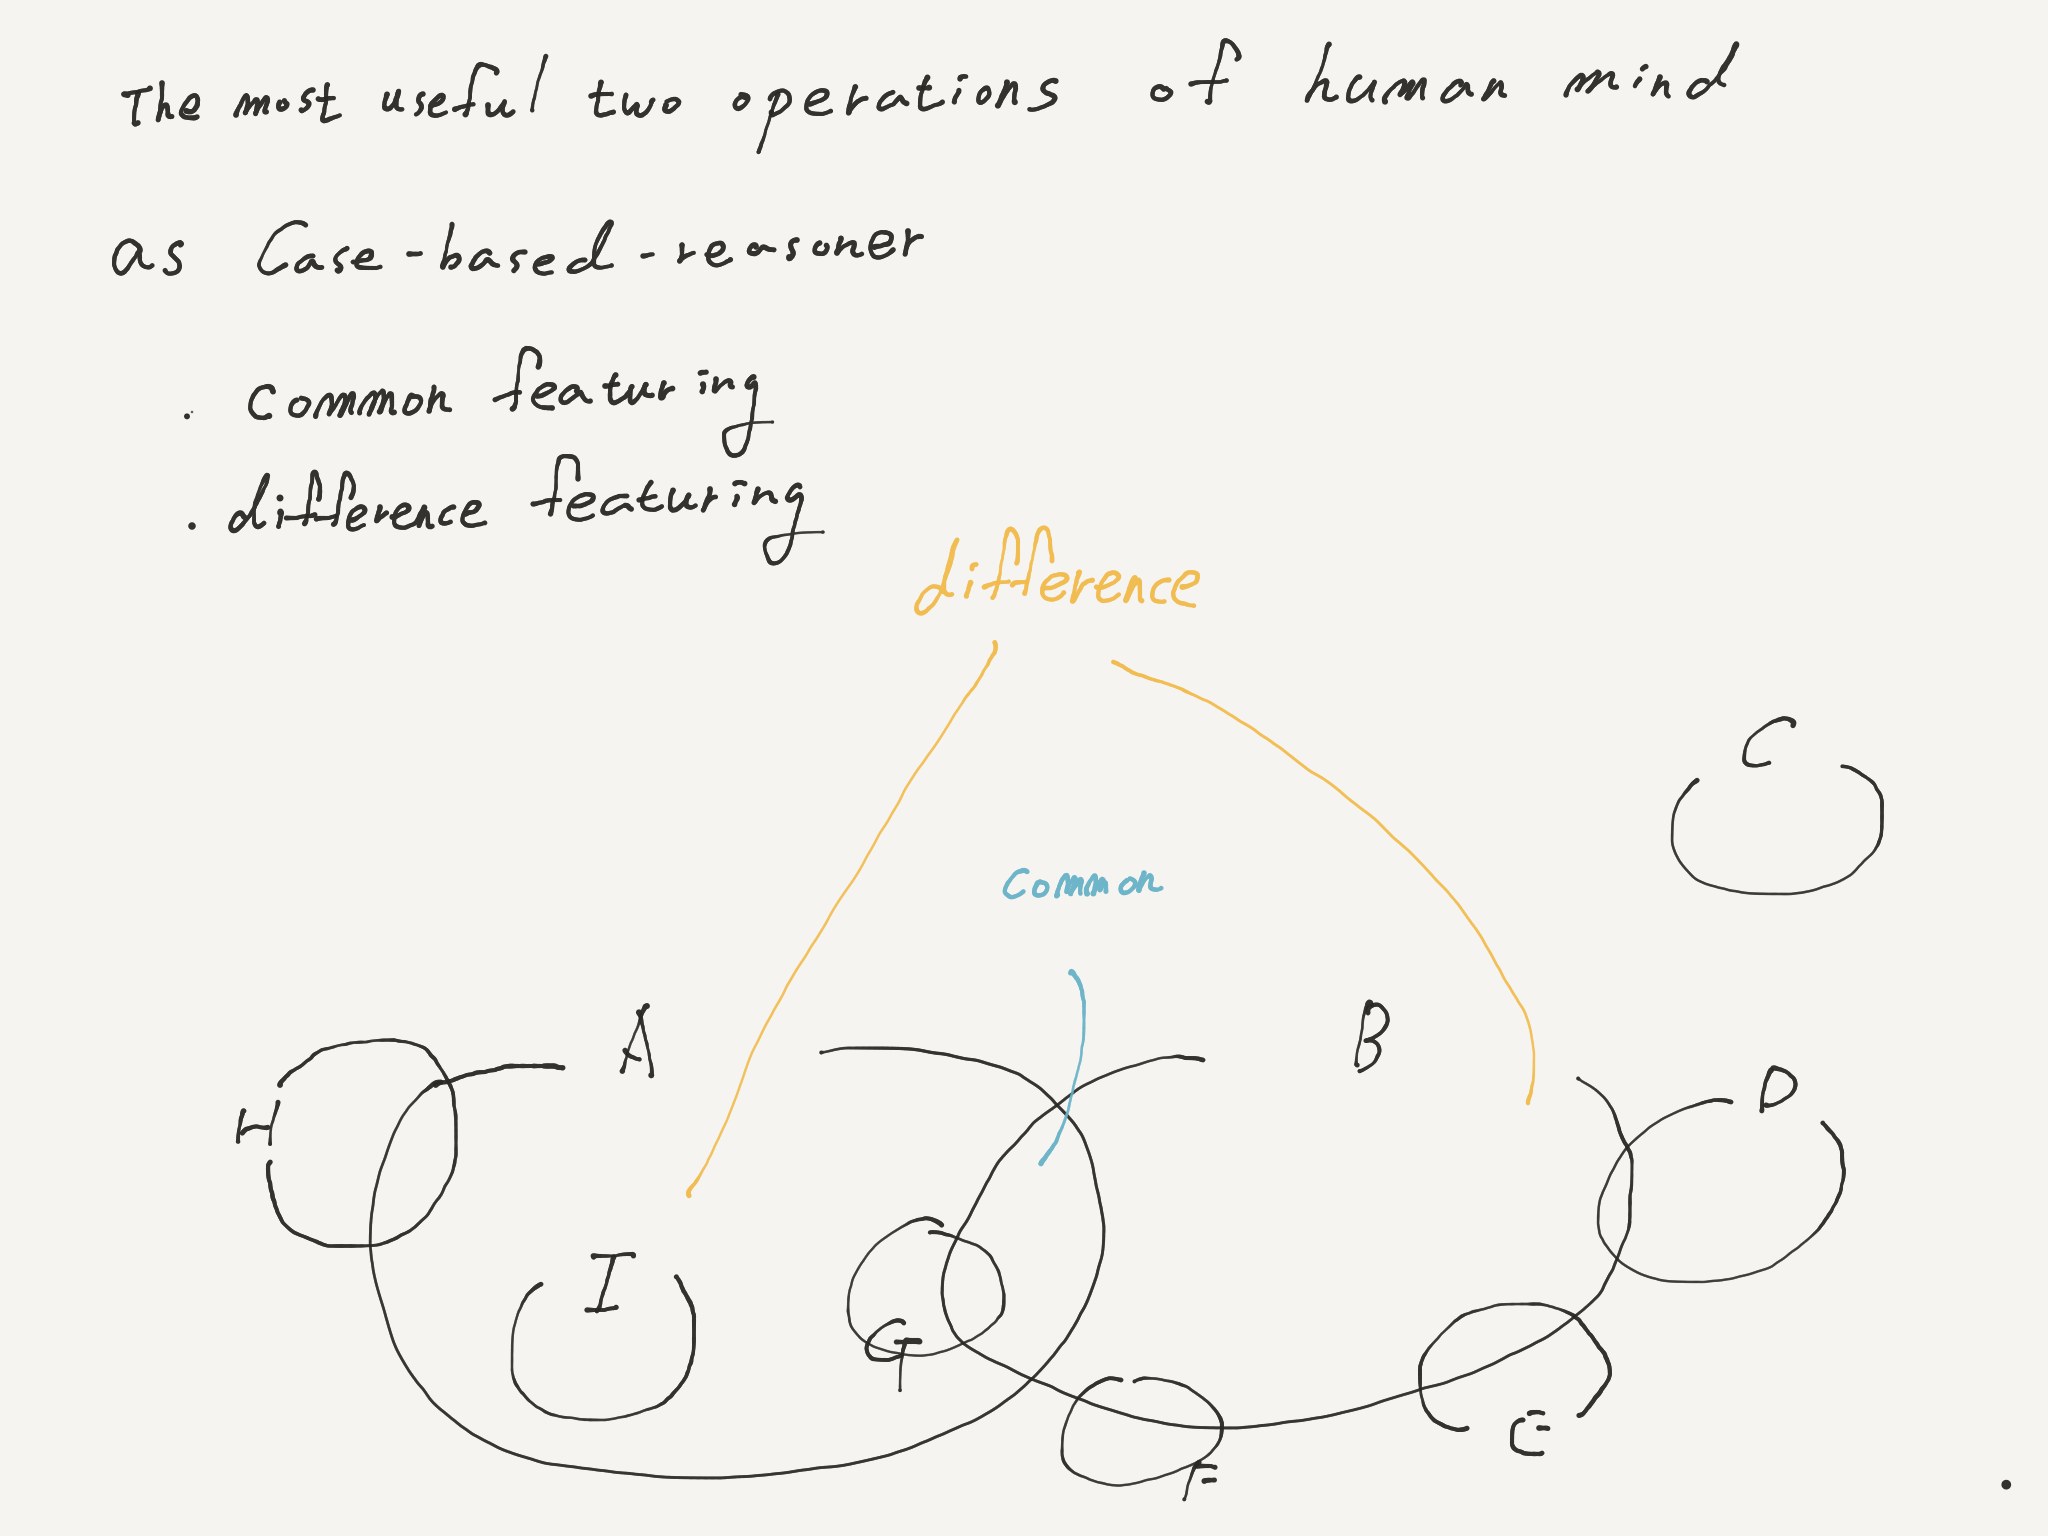 The most useful two operations of human mind
as Case-based-reasoner
. common featuring
. difference featuring
difference
C
common
A
B
D
H
I
G
E
F